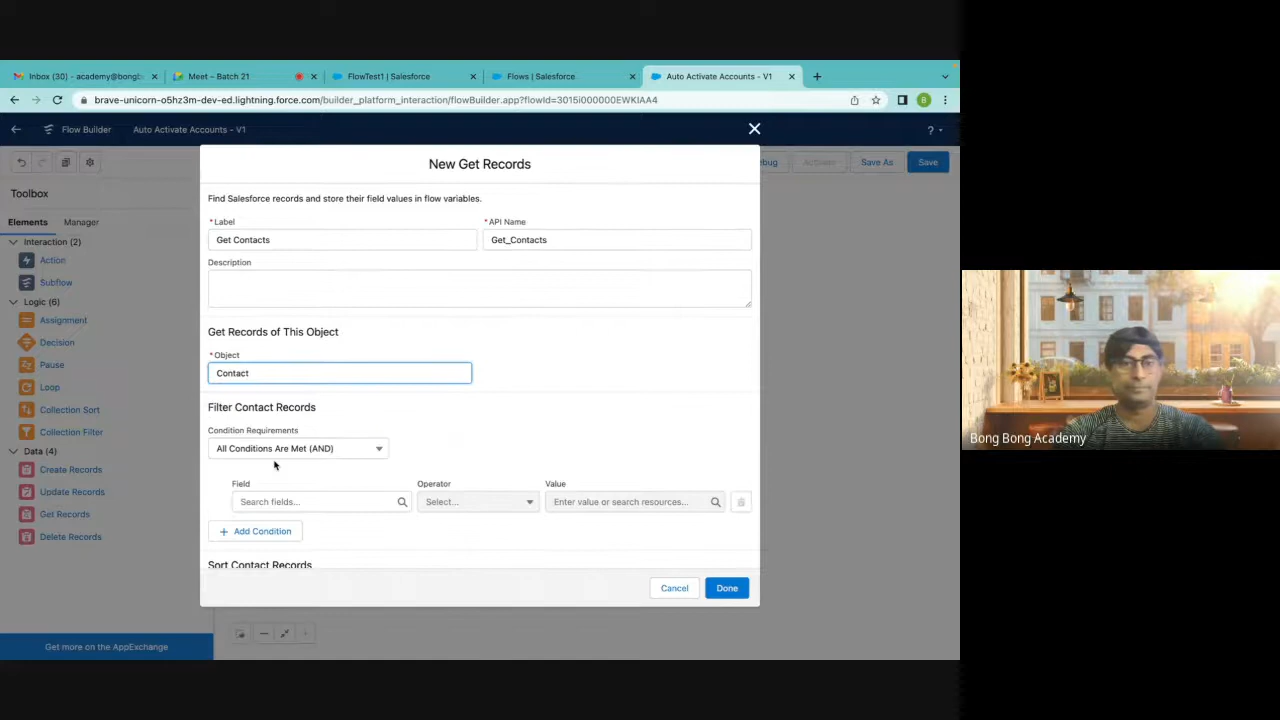 Inbox (30) - academy@bongb
Meet – Batch 21
FlowTest1 | Salesforce
Flows | Salesforce
Auto Activate Accounts - V1
brave-unicorn-o5hz3m-dev-ed.lightning.force.com/builder_platform_interaction/flowBuilder.app?flowId=3015i000000EWKIAA4
B
Flow Builder
Auto Activate Accounts - V1
?
Activate
Save As
Save
Toolbox
Elements
Manager
Interaction (2)
Action
Subflow
Logic (6)
Assignment
Decision
Pause
Loop
Collection Sort
Collection Filter
Data (4)
Create Records
Update Records
Get Records
Delete Records
Get more on the AppExchange
New Get Records
Find Salesforce records and store their field values in flow variables.
*Label
*API Name
Get Contacts
Get_Contacts
Description
Get Records of This Object
*Object
Contact
Filter Contact Records
Condition Requirements
All Conditions Are Met (AND)
Field
Operator
Value
Search fields...
Select...
Enter value or search resources...
+ Add Condition
Sort Contact Records
Cancel
Done
Bong Bong Academy